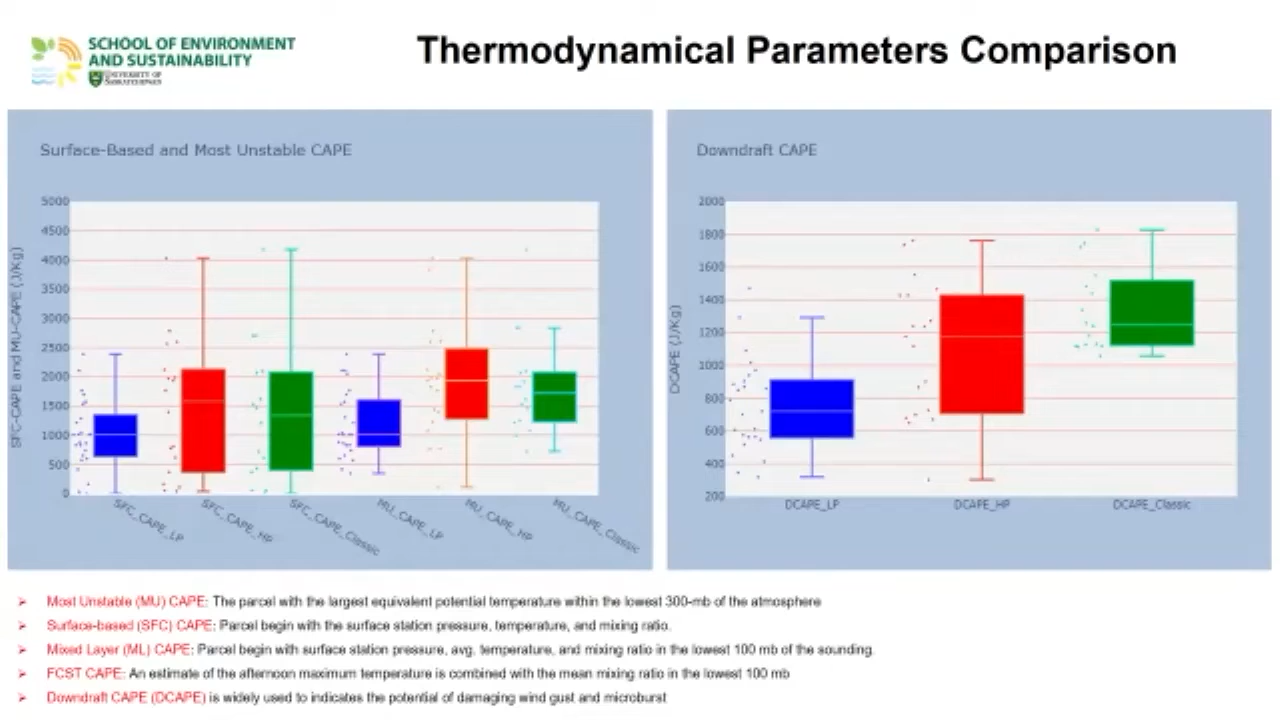 SCHOOL OF ENVIRONMENT
AND SUSTAINABILITY
UNIVERSITY OF
SASKATCHEWAN
Thermodynamical Parameters Comparison
Surface-Based and Most Unstable CAPE
SFC-CAPE and MU-CAPE (J/Kg)
5000
4500
4000
3500
3000
2500
2000
1500
1000
500
0
SFC_CAPE_LP
SFC_CAPE_HP
SFC_CAPE_Classic
MU_CAPE_LP
MU_CAPE_HP
MU_CAPE_Classic
Downdraft CAPE
DCAPE (J/Kg)
2000
1800
1600
1400
1200
1000
800
600
400
200
DCAPE_LP
DCAPE_HP
DCAPE_Classic
➢ Most Unstable (MU) CAPE: The parcel with the largest equivalent potential temperature within the lowest 300-mb of the atmosphere
➢ Surface-based (SFC) CAPE: Parcel begin with the surface station pressure, temperature, and mixing ratio.
➢ Mixed Layer (ML) CAPE: Parcel begin with surface station pressure, avg. temperature, and mixing ratio in the lowest 100 mb of the sounding.
➢ FCST CAPE: An estimate of the afternoon maximum temperature is combined with the mean mixing ratio in the lowest 100 mb
➢ Downdraft CAPE (DCAPE) is widely used to indicates the potential of damaging wind gust and microburst